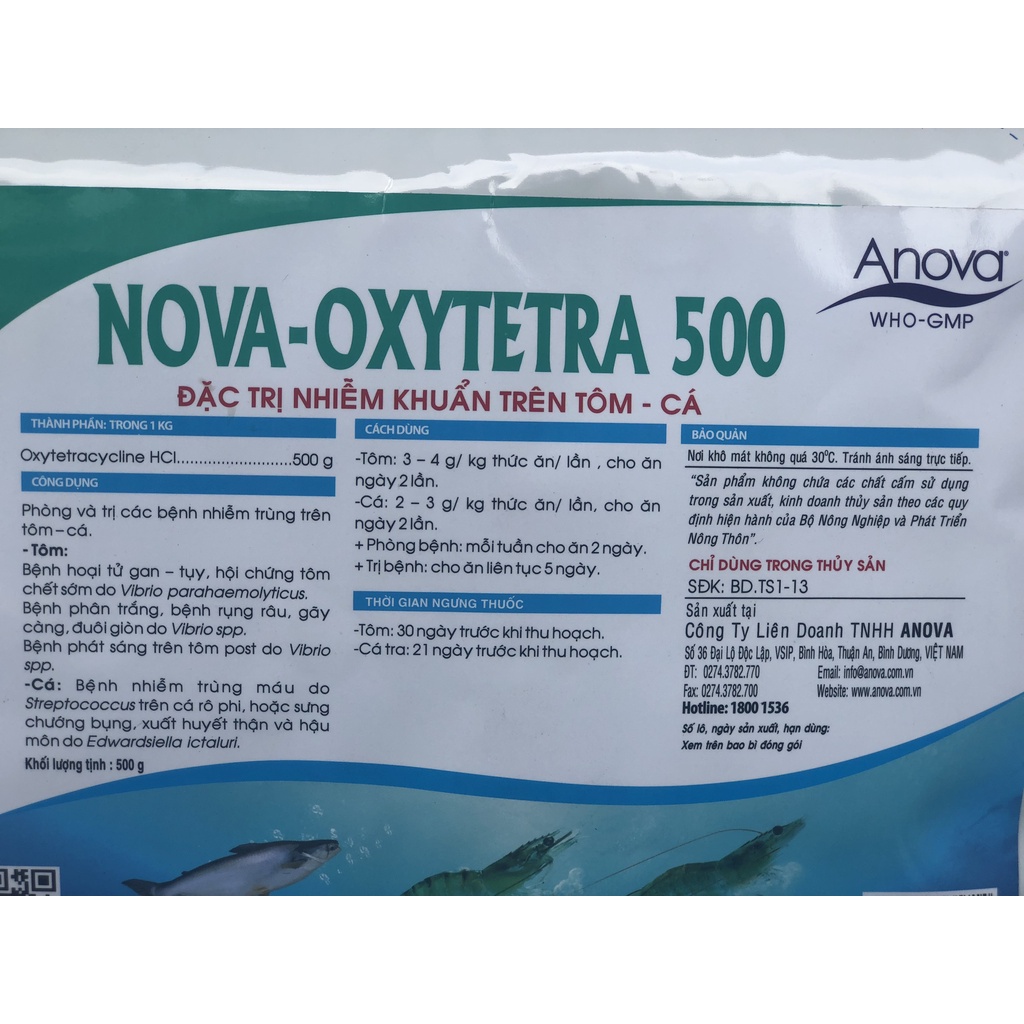 Anova
WHO-GMP
NOVA-OXYTETRA 500
ĐẶC TRỊ NHIỄM KHUẨN TRÊN TÔM - CÁ
THÀNH PHẦN: TRONG 1 KG
Oxytetracycline HCl..........................500 g
CÔNG DỤNG
Phòng và trị các bệnh nhiễm trùng trên
tôm – cá.
- Tôm:
Bệnh hoại tử gan – tụy, hội chứng tôm
chết sớm do Vibrio parahaemolyticus.
Bệnh phân trắng, bệnh rụng râu, gãy
càng, đuôi giòn do Vibrio spp.
Bệnh phát sáng trên tôm post do Vibrio
spp.
-Cá: Bệnh nhiễm trùng máu do
Streptococcus trên cá rô phi, hoặc sưng
chướng bụng, xuất huyết thận và hậu
môn do Edwardsiella ictaluri.
Khối lượng tịnh : 500 g
CÁCH DÙNG
-Tôm: 3 – 4 g/ kg thức ăn/ lần , cho ăn
ngày 2 lần.
-Cá: 2 – 3 g/ kg thức ăn/ lần, cho ăn
ngày 2 lần.
+ Phòng bệnh: mỗi tuần cho ăn 2 ngày.
+ Trị bệnh: cho ăn liên tục 5 ngày.
THỜI GIAN NGƯNG THUỐC
-Tôm: 30 ngày trước khi thu hoạch.
-Cá tra: 21 ngày trước khi thu hoạch.
BẢO QUẢN
Nơi khô mát không quá 30°C. Tránh ánh sáng trực tiếp.
"Sản phẩm không chứa các chất cấm sử dụng
trong sản xuất, kinh doanh thủy sản theo các quy
định hiện hành của Bộ Nông Nghiệp và Phát Triển
Nông Thôn".
CHỈ DÙNG TRONG THỦY SẢN
SĐK: BD.TS1-13
Sản xuất tại
Công Ty Liên Doanh TNHH ANOVA
Số 36 Đại Lộ Độc Lập, VSIP, Bình Hòa, Thuận An, Bình Dương, VIỆT NAM
ĐT: 0274.3782.770 Email: info@anova.com.vn
Fax: 0274.3782.700 Website: www.anova.com.vn
Hotline: 1800 1536
Số lô, ngày sản xuất, hạn dùng:
Xem trên bao bì đóng gói